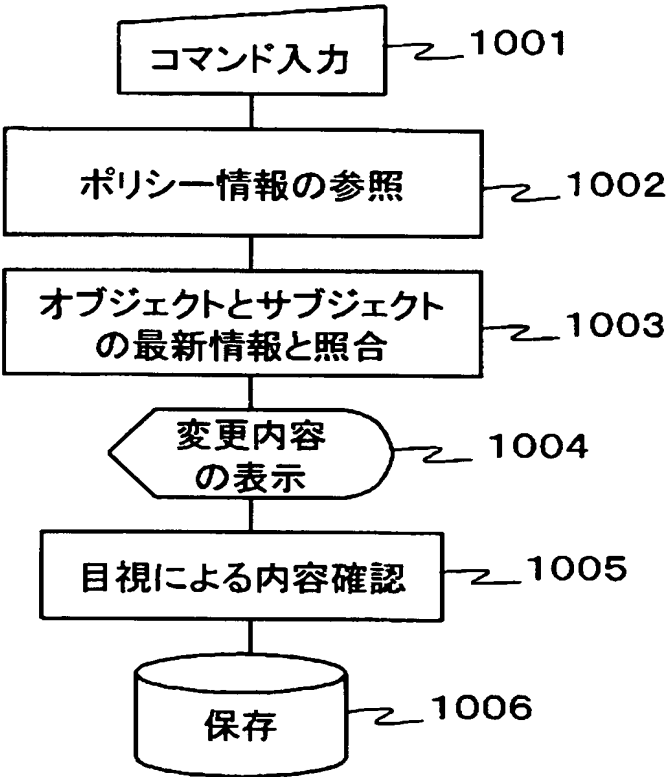 コマンド入力
1001
ポリシー情報の参照
1002
オブジェクトとサブジェクト
の最新情報と照合
1003
変更内容
の表示
1004
目視による内容確認
1005
保存
1006